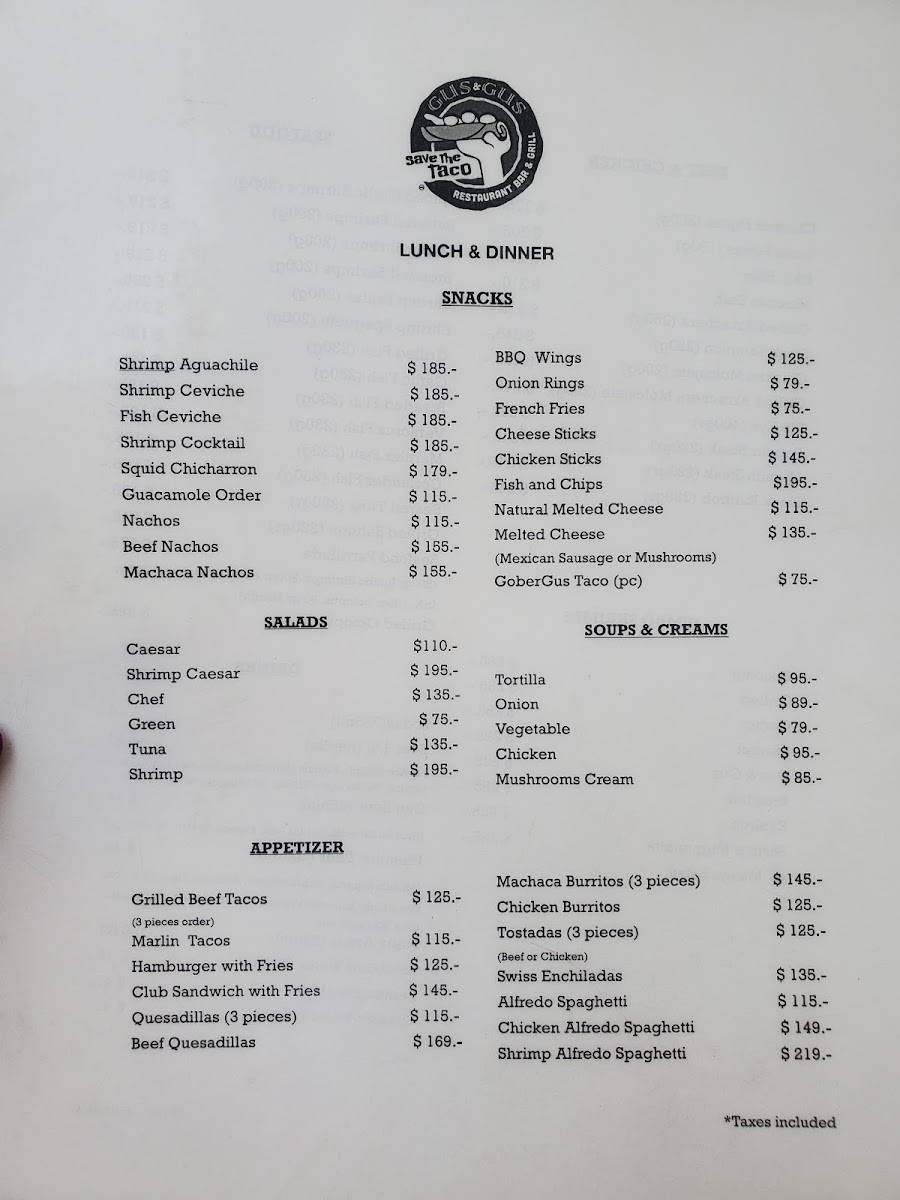 GUS & GUS
Save The
Taco
RESTAURANT BAR & GRILL
LUNCH & DINNER
SNACKS
Shrimp Aguachile $ 185.-
Shrimp Ceviche $ 185.-
Fish Ceviche $ 185.-
Shrimp Cocktail $ 185.-
Squid Chicharron $ 179.-
Guacamole Order $ 115.-
Nachos $ 115.-
Beef Nachos $ 155.-
Machaca Nachos $ 155.-
BBQ Wings $ 125.-
Onion Rings $ 79.-
French Fries $ 75.-
Cheese Sticks $ 125.-
Chicken Sticks $ 145.-
Fish and Chips $195.-
Natural Melted Cheese $ 115.-
Melted Cheese $ 135.-
(Mexican Sausage or Mushrooms)
GoberGus Taco (pc) $ 75.-
SALADS
Caesar $110.-
Shrimp Caesar $ 195.-
Chef $ 135.-
Green $ 75.-
Tuna $ 135.-
Shrimp $ 195.-
SOUPS & CREAMS
Tortilla $ 95.-
Onion $ 89.-
Vegetable $ 79.-
Chicken $ 95.-
Mushrooms Cream $ 85.-
APPETIZER
Grilled Beef Tacos $ 125.-
(3 pieces order)
Marlin Tacos $ 115.-
Hamburger with Fries $ 125.-
Club Sandwich with Fries $ 145.-
Quesadillas (3 pieces) $ 115.-
Beef Quesadillas $ 169.-
Machaca Burritos (3 pieces) $ 145.-
Chicken Burritos $ 125.-
Tostadas (3 pieces) $ 125.-
(Beef or Chicken)
Swiss Enchiladas $ 135.-
Alfredo Spaghetti $ 115.-
Chicken Alfredo Spaghetti $ 149.-
Shrimp Alfredo Spaghetti $ 219.-
*Taxes included